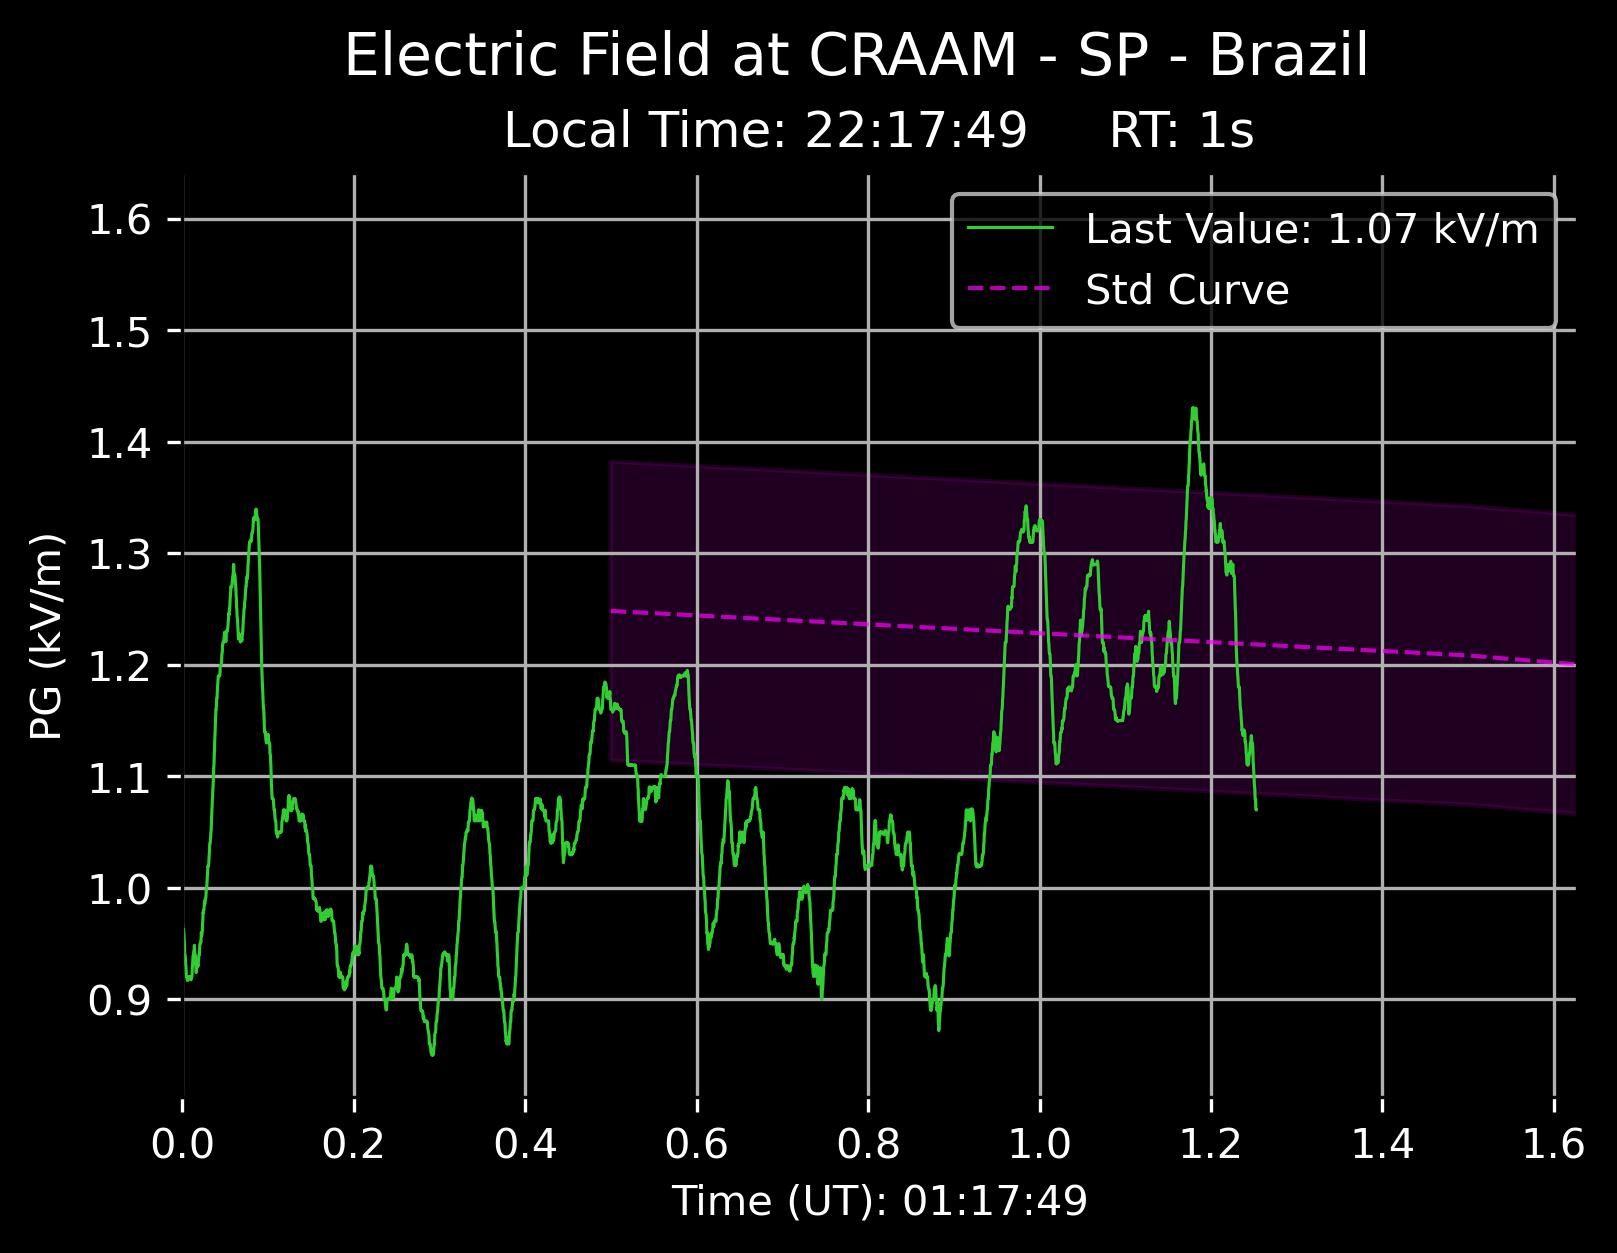 Electric Field at CRAAM - SP - Brazil
Local Time: 22:17:49 RT: 1s
Last Value: 1.07 kV/m
Std Curve
PG (kV/m)
1.6
1.5
1.4
1.3
1.2
1.1
1.0
0.9
0.0 0.2 0.4 0.6 0.8 1.0 1.2 1.4 1.6
Time (UT): 01:17:49